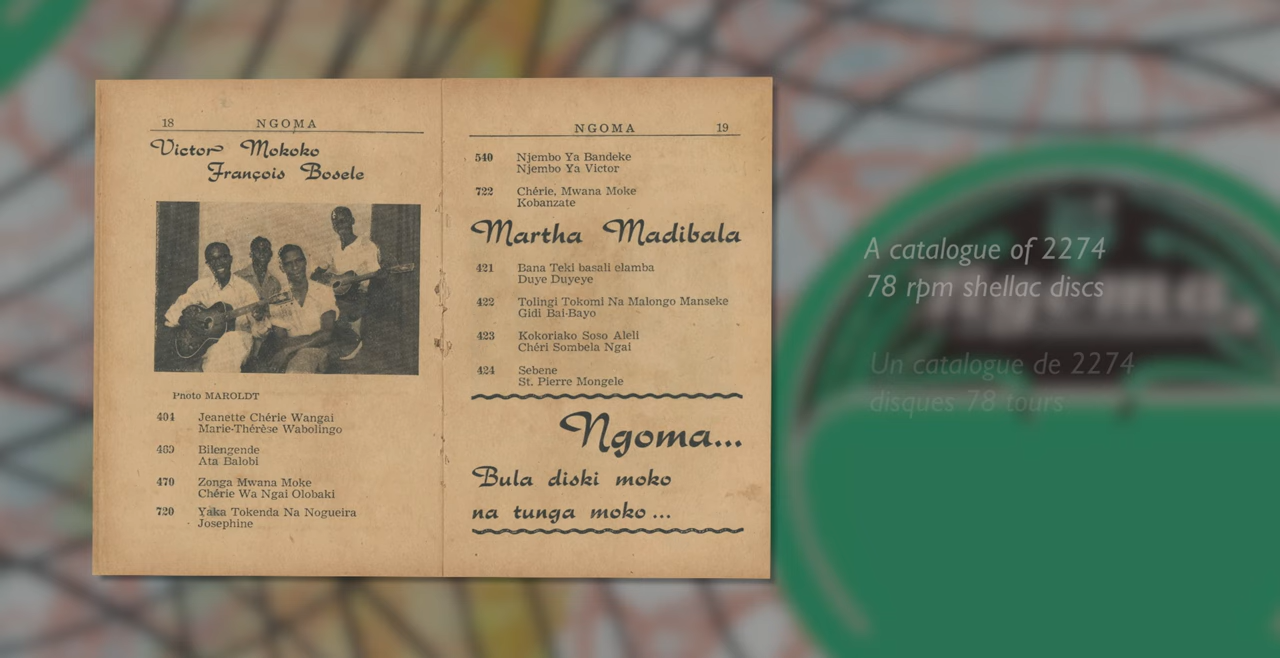 18 NGOMA
Victor Mokoko
François Bosele
Photo MAROLDT
404 Jeanette Chérie Wangai
Marie-Thérèse Wabolingo
469 Bilengende
Ata Balobi
470 Zonga Mwana Moke
Chérie Wa Ngai Olobaki
720 Yaka Tokenda Na Nogueira
Josephine
NGOMA 19
540 Njembo Ya Bandeke
Njembo Ya Victor
722 Chérie, Mwana Moke
Kobanzate
Martha Madibala
421 Bana Teki basali elamba
Duye Duyeye
422 Tolingi Tokomi Na Malongo Manseke
Gidi Bai-Bayo
423 Kokoriako Soso Aleli
Chéri Sombela Ngai
424 Sebene
St. Pierre Mongele
Ngoma...
Bula diski moko
na tunga moko ...
A catalogue of 2274
78 rpm shellac discs
Un catalogue de 2274
disques 78 tours